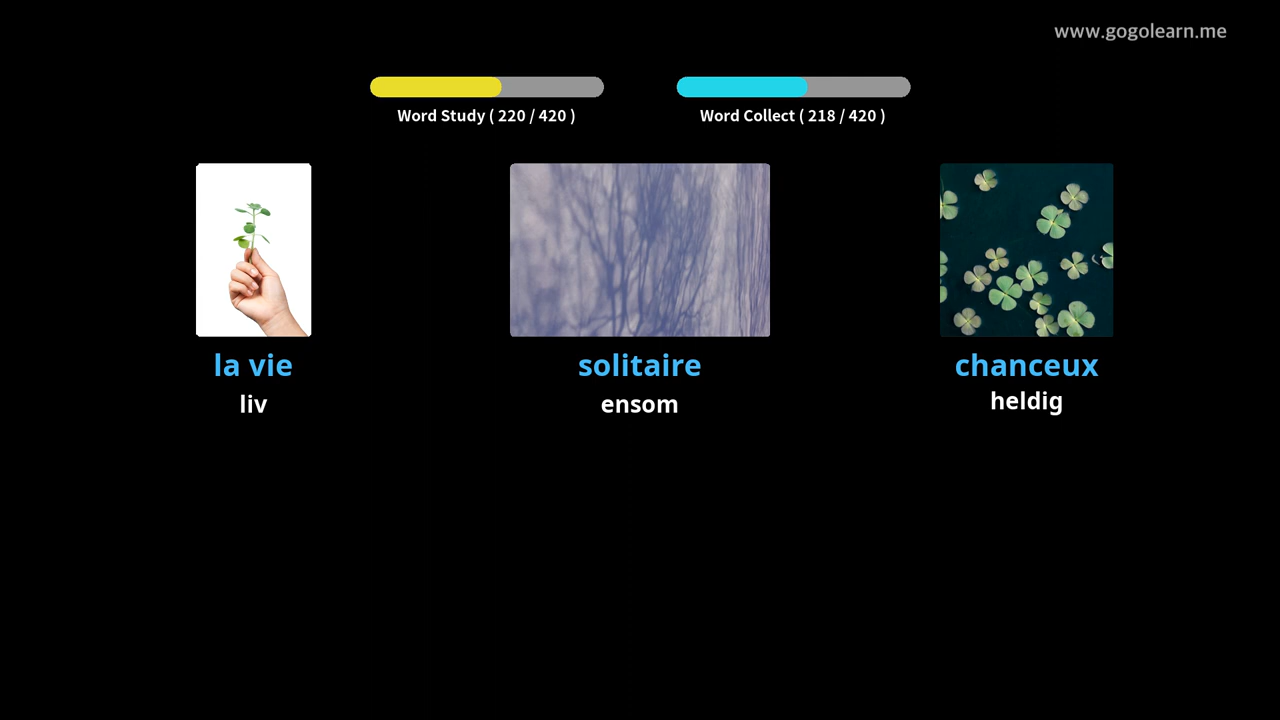 www.gogolearn.me
Word Study ( 220 / 420 )
Word Collect ( 218 / 420 )
la vie
liv
solitaire
ensom
chanceux
heldig